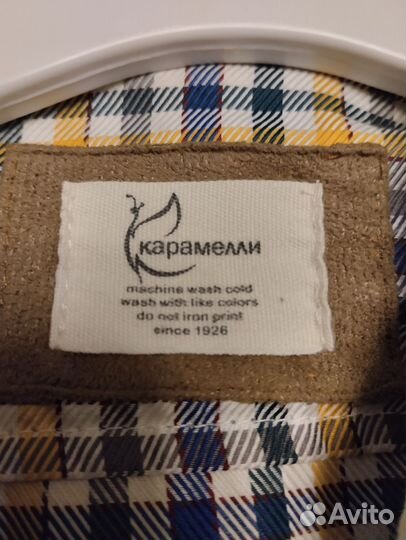 карамелли
machine wash cold
wash with like colors
do not iron print
since 1926
Avito